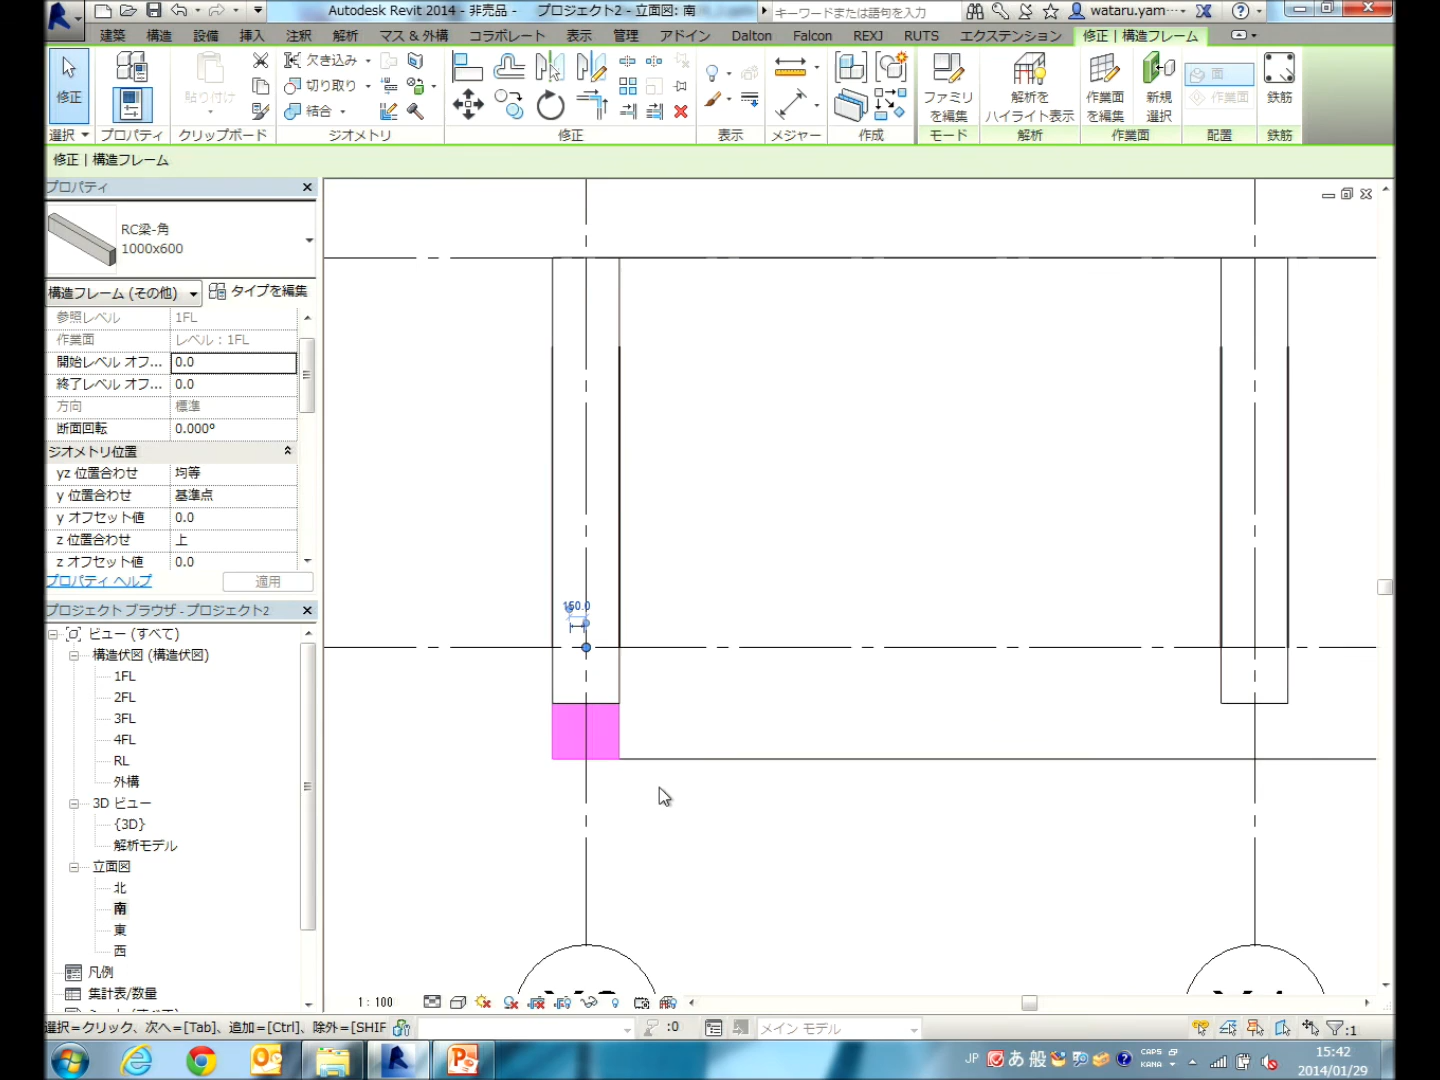 Autodesk Revit 2014 - 非売品 - プロジェクト2 - 立面図: 南
キーワードまたは語句を入力
wataru.yam…
建築 構造 設備 挿入 注釈 解析 マス & 外構 コラボレート 表示 管理 アドイン Dalton Falcon REXJ RUTS エクステンション 修正 | 構造フレーム
修正
貼り付け
欠き込み
切り取り
結合
ファミリ
を編集
解析を
ハイライト表示
作業面
を編集
新規
選択
面
作業面
鉄筋
選択 プロパティ クリップボード ジオメトリ 修正 表示 メジャー 作成 モード 解析 作業面 配置 鉄筋
修正 | 構造フレーム
プロパティ
RC梁-角
1000x600
構造フレーム (その他)
タイプを編集
参照レベル 1FL
作業面 レベル : 1FL
開始レベル オフ... 0.0
終了レベル オフ... 0.0
方向 標準
断面回転 0.000°
ジオメトリ位置
yz 位置合わせ 均等
y 位置合わせ 基準点
y オフセット値 0.0
z 位置合わせ 上
z オフセット値 0.0
プロパティ ヘルプ
適用
プロジェクト ブラウザ - プロジェクト2
ビュー (すべて)
構造伏図 (構造伏図)
1FL
2FL
3FL
4FL
RL
外構
3D ビュー
{3D}
解析モデル
立面図
北
南
東
西
凡例
集計表/数量
150.0
1 : 100
選択=クリック、次へ=[Tab]、追加=[Ctrl]、除外=[SHIF
:0
メイン モデル
:1
JP あ 般
CAPS
KANA
15:42
2014/01/29